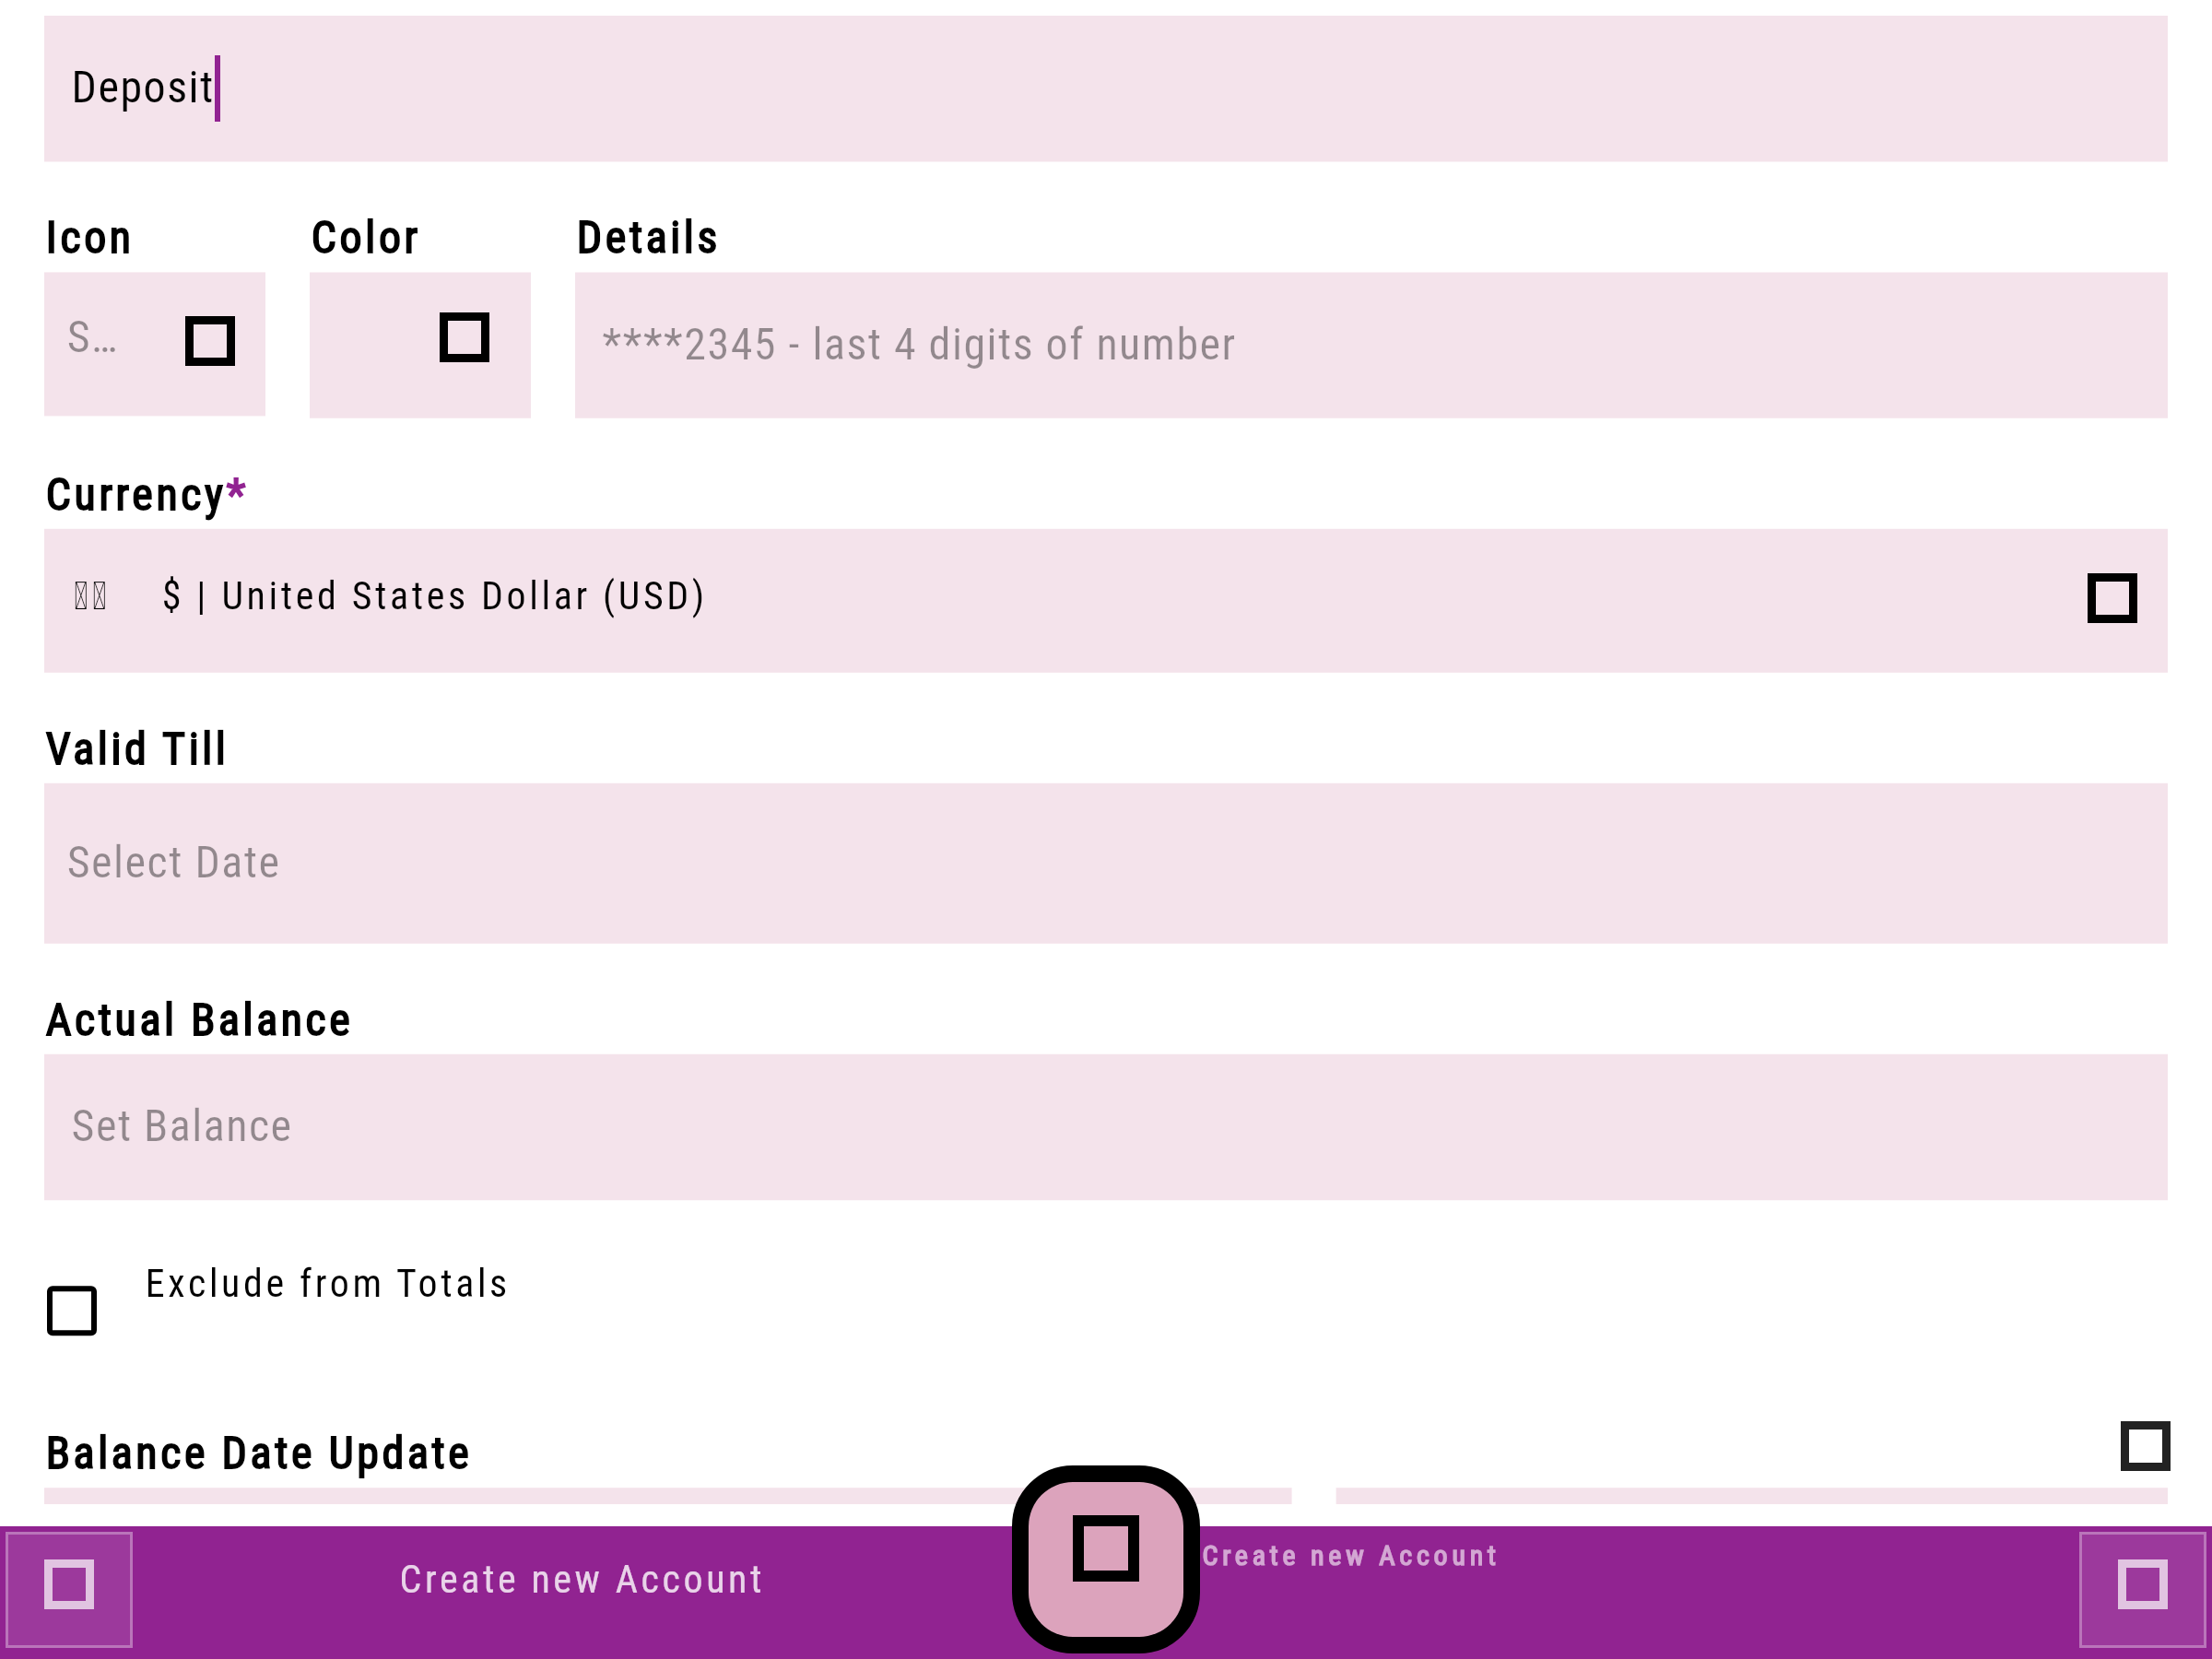 Deposit
Icon Color Details
S… ****2345 - last 4 digits of number
Currency*
$ | United States Dollar (USD)
Valid Till
Select Date
Actual Balance
Set Balance
Exclude from Totals
Balance Date Update
Create new Account Create new Account